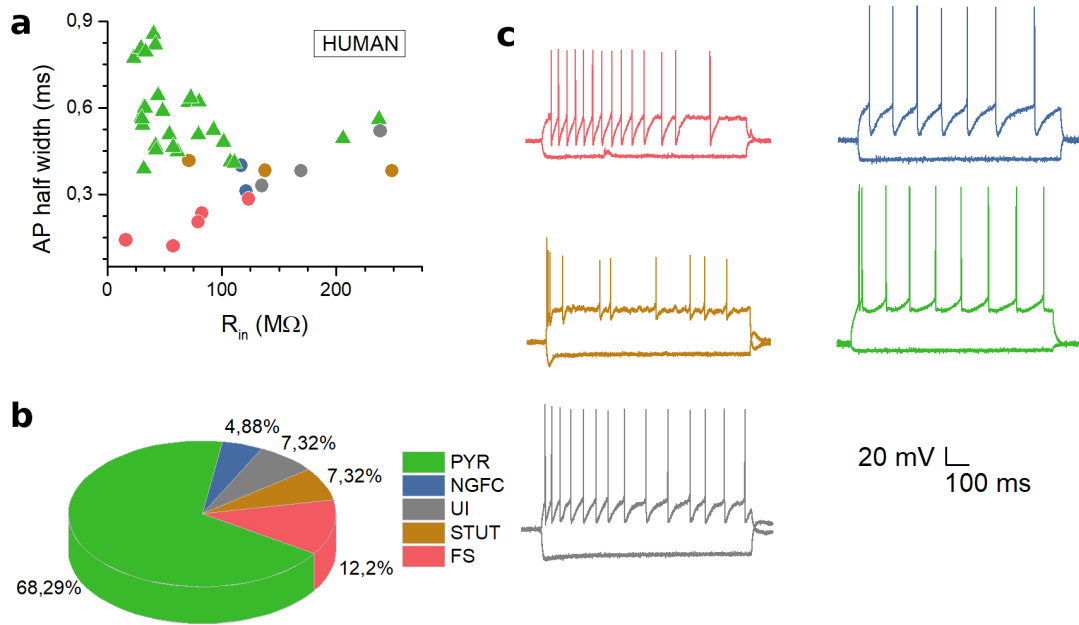 a
0,9
0,6
0,3
AP half width (ms)
HUMAN
0
100
200
R_in (MΩ)
b
4,88%
7,32%
7,32%
12,2%
68,29%
PYR
NGFC
UI
STUT
FS
c
20 mV
100 ms